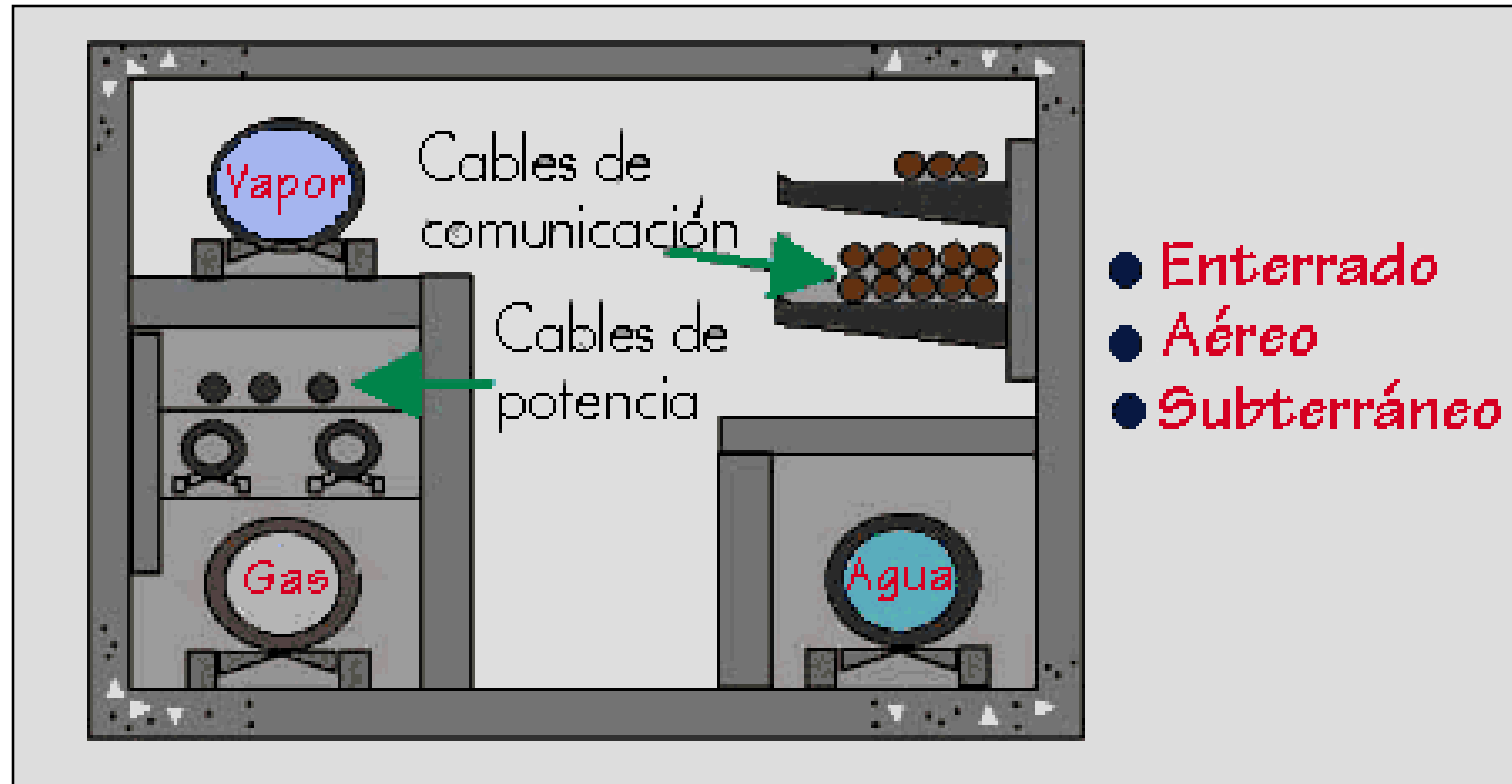 Vapor
Cables de
comunicación
Cables de
potencia
Gas
Agua
Enterrado
Aéreo
Subterráneo